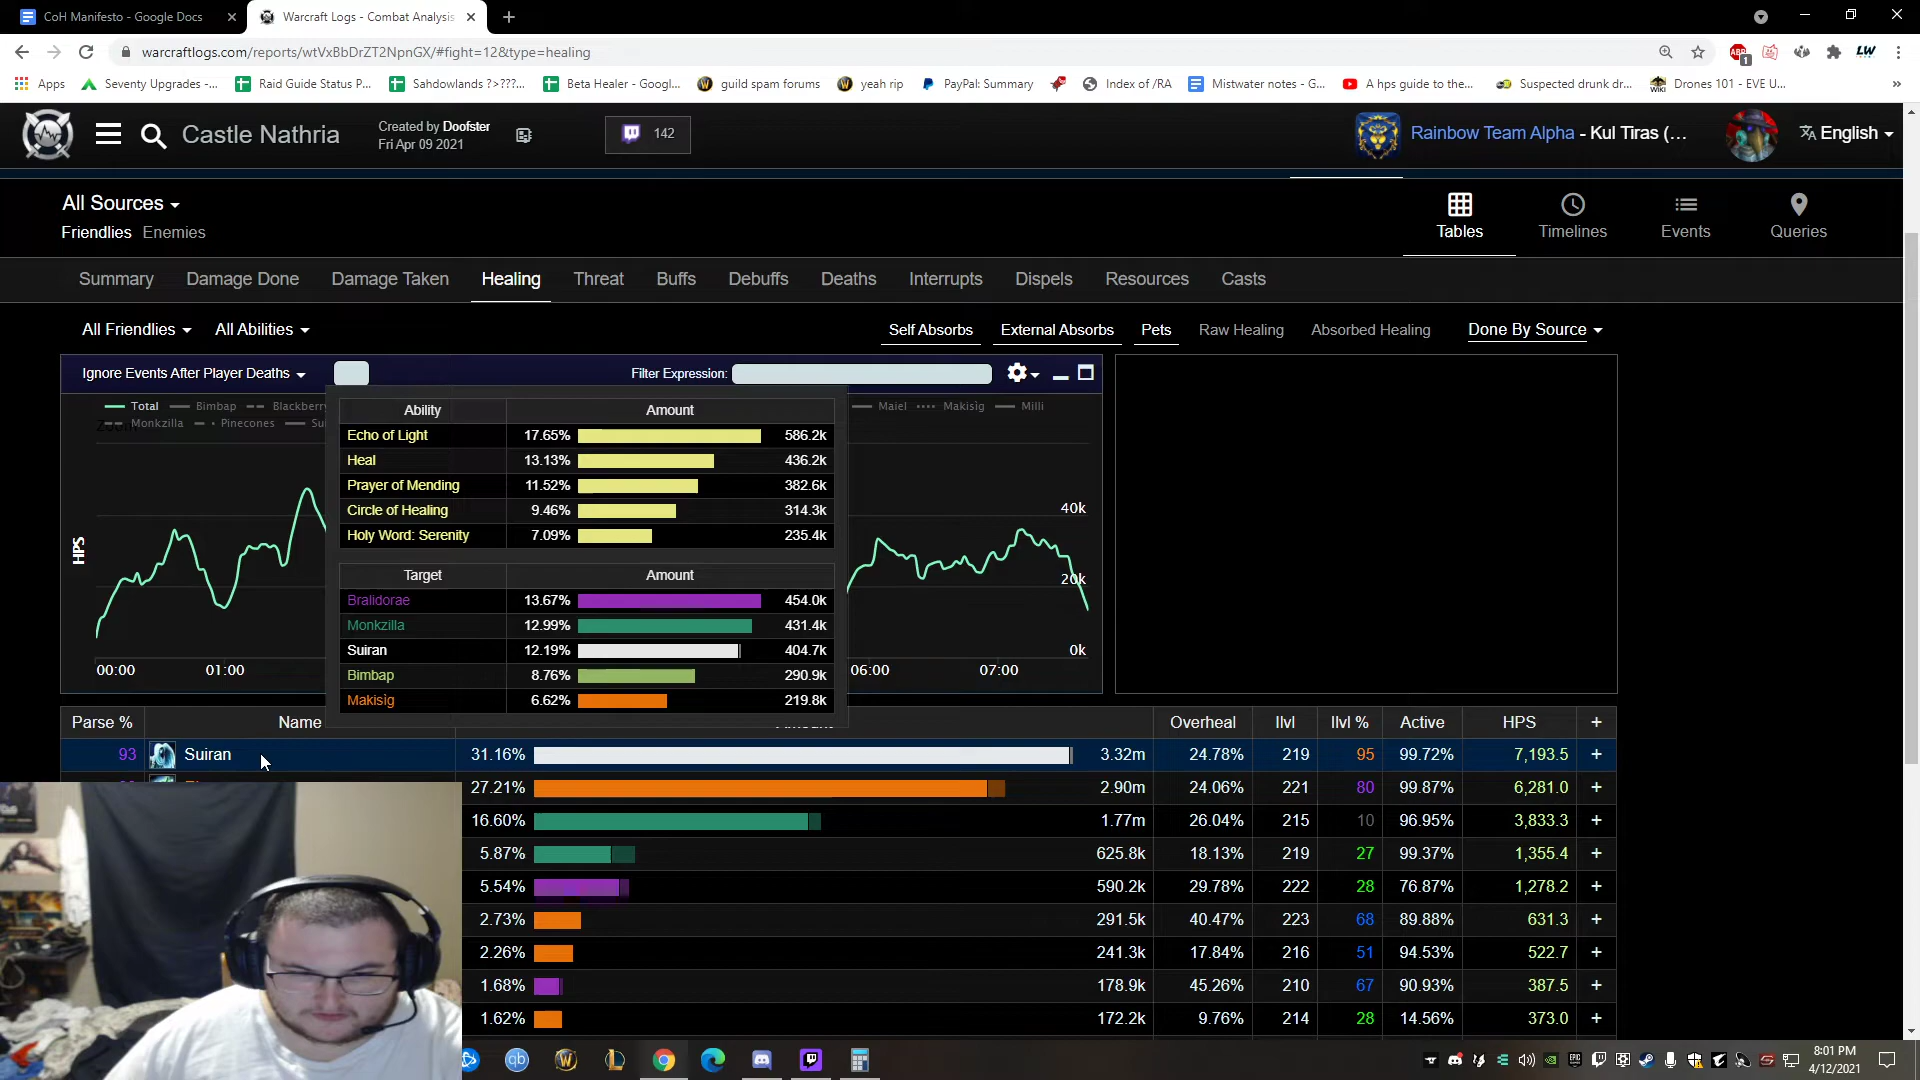 CoH Manifesto - Google Docs
Warcraft Logs - Combat Analysis
warcraftlogs.com/reports/wtVxBbDrZT2NpnGX/#fight=12&type=healing
Apps Seventy Upgrades -... Raid Guide Status P... Sahdowlands ?>???... Beta Healer - Googl... guild spam forums yeah rip PayPal: Summary Index of /RA Mistwater notes - G... A hps guide to the... Suspected drunk dr... Drones 101 - EVE U...
Castle Nathria
Created by Doofster
Fri Apr 09 2021
142
Rainbow Team Alpha - Kul Tiras (...
English
All Sources
Friendlies Enemies
Tables Timelines Events Queries
Summary Damage Done Damage Taken Healing Threat Buffs Debuffs Deaths Interrupts Dispels Resources Casts
All Friendlies All Abilities
Self Absorbs External Absorbs Pets Raw Healing Absorbed Healing Done By Source
Ignore Events After Player Deaths
Filter Expression:
Total Bimbap Maiel Makisìg Milli
Monkzilla Pinecones
Ability Amount
Echo of Light 17.65% 586.2k
Heal 13.13% 436.2k
Prayer of Mending 11.52% 382.6k
Circle of Healing 9.46% 314.3k
Holy Word: Serenity 7.09% 235.4k
Target Amount
Bralidorae 13.67% 454.0k
Monkzilla 12.99% 431.4k
Suiran 12.19% 404.7k
Bimbap 8.76% 290.9k
Makisìg 6.62% 219.8k
HPS
40k
20k
0k
00:00 01:00 06:00 07:00
Parse % Name Overheal Ilvl Ilvl % Active HPS +
93 Suiran 31.16% 3.32m 24.78% 219 95 99.72% 7,193.5 +
27.21% 2.90m 24.06% 221 80 99.87% 6,281.0 +
16.60% 1.77m 26.04% 215 10 96.95% 3,833.3 +
5.87% 625.8k 18.13% 219 27 99.37% 1,355.4 +
5.54% 590.2k 29.78% 222 28 76.87% 1,278.2 +
2.73% 291.5k 40.47% 223 68 89.88% 631.3 +
2.26% 241.3k 17.84% 216 51 94.53% 522.7 +
1.68% 178.9k 45.26% 210 67 90.93% 387.5 +
1.62% 172.2k 9.76% 214 28 14.56% 373.0 +
8:01 PM
4/12/2021